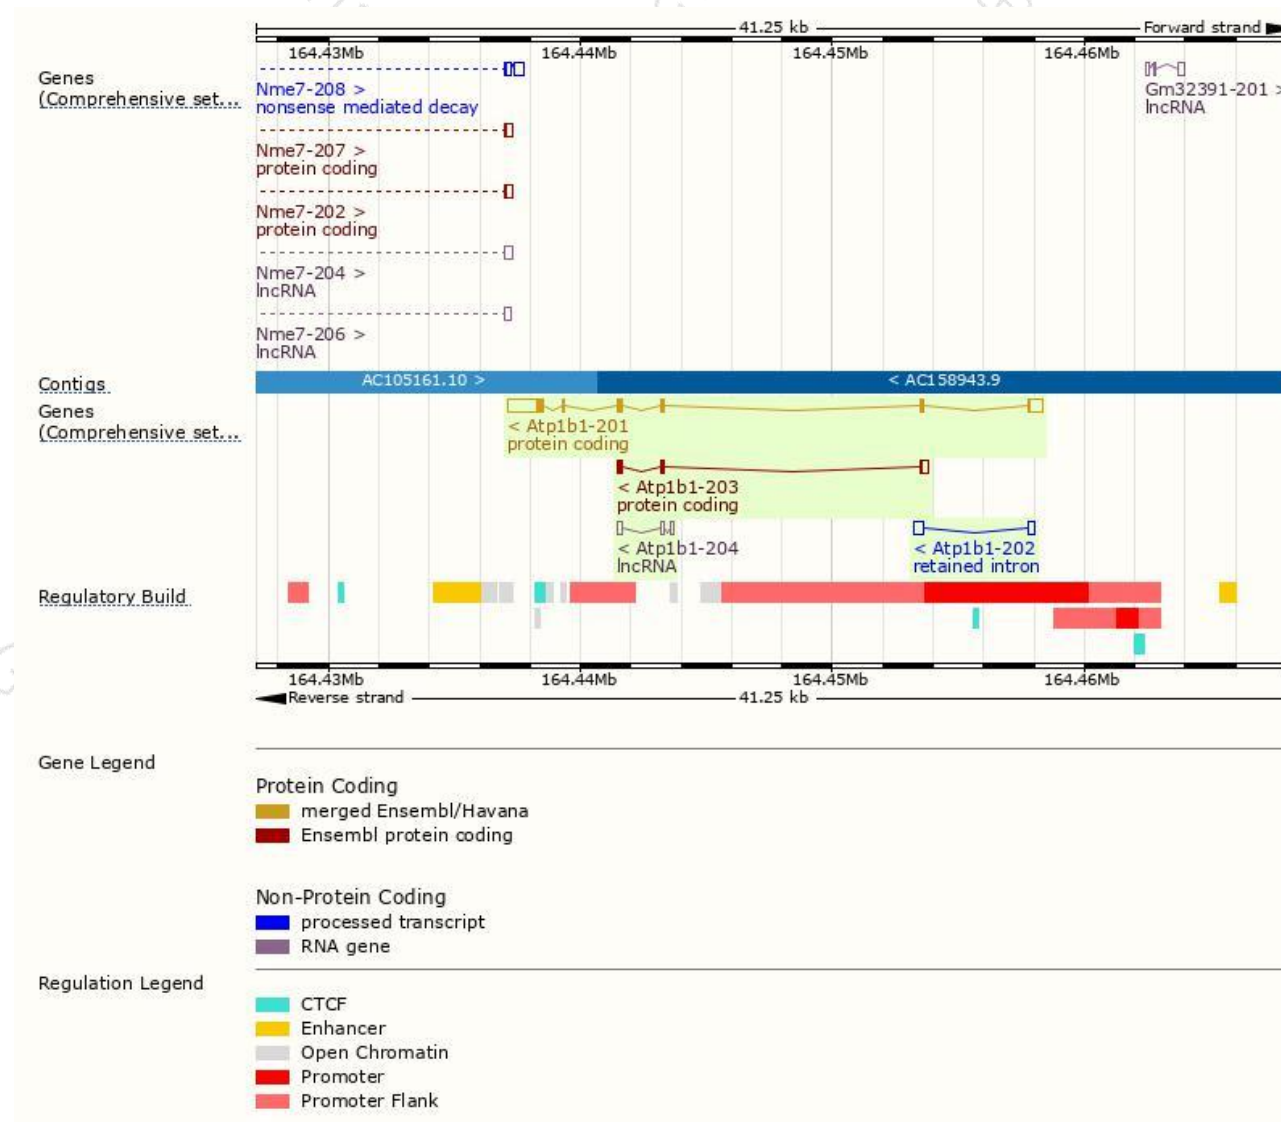 41.25 kb Forward strand
164.43Mb 164.44Mb 164.45Mb 164.46Mb
Genes
(Comprehensive set...
Nme7-208 >
nonsense mediated decay
Gm32391-201 >
lncRNA
Nme7-207 >
protein coding
Nme7-202 >
protein coding
Nme7-204 >
lncRNA
Nme7-206 >
lncRNA
Contigs
AC105161.10 > < AC158943.9
Genes
(Comprehensive set...
< Atp1b1-201
protein coding
< Atp1b1-203
protein coding
< Atp1b1-204
lncRNA
< Atp1b1-202
retained intron
Regulatory Build
164.43Mb 164.44Mb 164.45Mb 164.46Mb
Reverse strand 41.25 kb
Gene Legend
Protein Coding
merged Ensembl/Havana
Ensembl protein coding
Non-Protein Coding
processed transcript
RNA gene
Regulation Legend
CTCF
Enhancer
Open Chromatin
Promoter
Promoter Flank